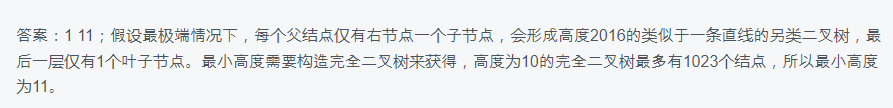 答案：1 11；假设最极端情况下，每个父结点仅有右节点一个子节点，会形成高度2016的类似于一条直线的另类二叉树，最
后一层仅有1个叶子节点。最小高度需要构造完全二叉树来获得，高度为10的完全二叉树最多有1023个结点，所以最小高度
为11。